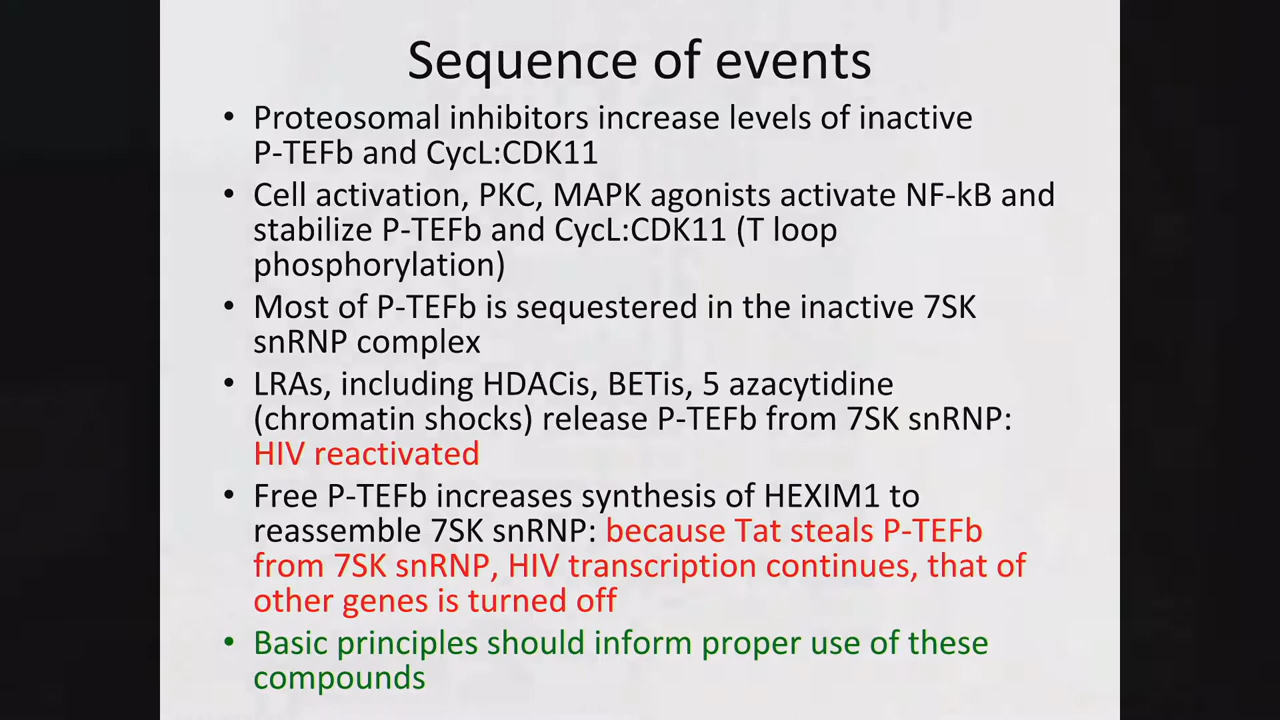 Sequence of events
• Proteosomal inhibitors increase levels of inactive
P-TEFb and CycL:CDK11
• Cell activation, PKC, MAPK agonists activate NF-kB and
stabilize P-TEFb and CycL:CDK11 (T loop
phosphorylation)
• Most of P-TEFb is sequestered in the inactive 7SK
snRNP complex
• LRAs, including HDACis, BETis, 5 azacytidine
(chromatin shocks) release P-TEFb from 7SK snRNP:
HIV reactivated
• Free P-TEFb increases synthesis of HEXIM1 to
reassemble 7SK snRNP: because Tat steals P-TEFb
from 7SK snRNP, HIV transcription continues, that of
other genes is turned off
• Basic principles should inform proper use of these
compounds